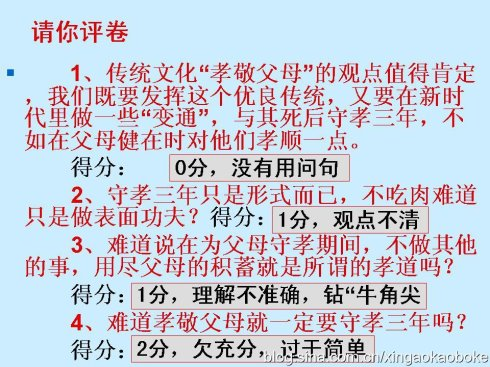 请你评卷
1、传统文化“孝敬父母”的观点值得肯定
，我们既要发挥这个优良传统，又要在新时
代里做一些“变通”，与其死后守孝三年，不
如在父母健在时对他们孝顺一点。
得分： 0分，没有用问句
2、守孝三年只是形式而已，不吃肉难道
只是做表面功夫？得分：1分，观点不清
3、难道说在为父母守孝期间，不做其他
的事，用尽父母的积蓄就是所谓的孝道吗？
得分：1分，理解不准确，钻“牛角尖
4、难道孝敬父母就一定要守孝三年吗？
得分：2分，欠充分，过于简单
blog.sina.com.cn/xingaokaoboke